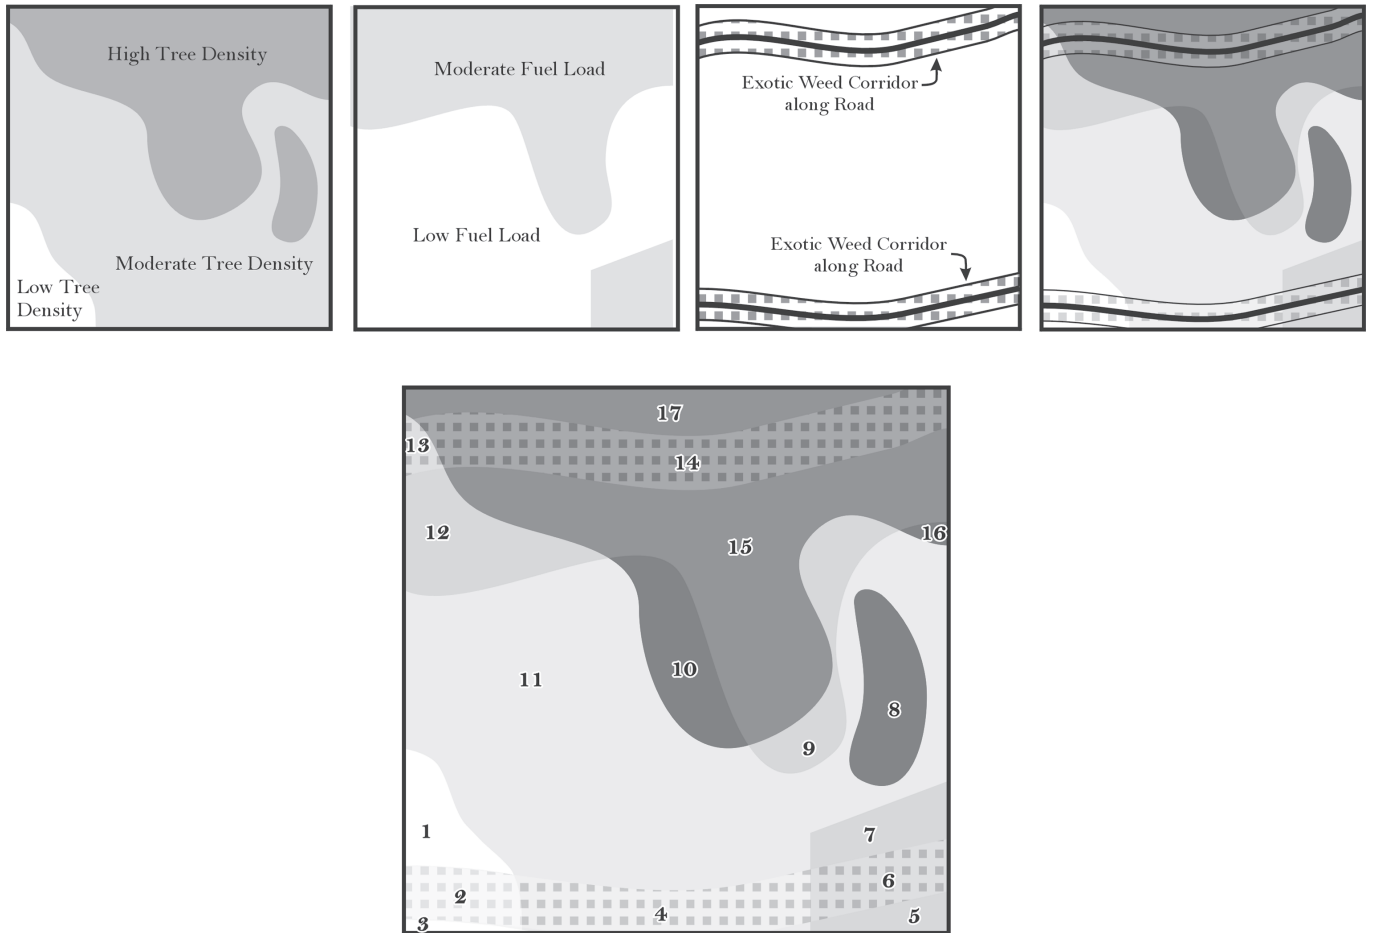 High Tree Density
Moderate Tree Density
Low Tree
Density
Moderate Fuel Load
Low Fuel Load
Exotic Weed Corridor
along Road
Exotic Weed Corridor
along Road
17
13
14
12
15
16
10
11
8
9
1
7
6
2
4
5
3